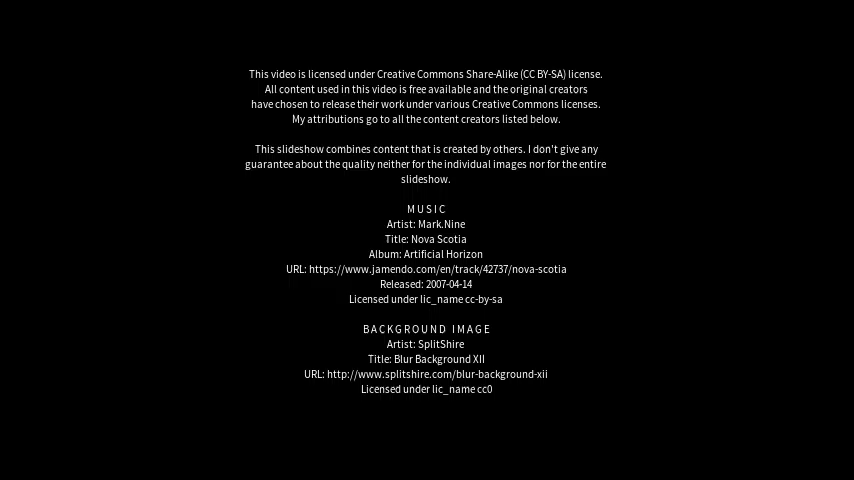 This video is licensed under Creative Commons Share-Alike (CC BY-SA) license.
All content used in this video is free available and the original creators
have chosen to release their work under various Creative Commons licenses.
My attributions go to all the content creators listed below.
This slideshow combines content that is created by others. I don't give any
guarantee about the quality neither for the individual images nor for the entire
slideshow.
MUSIC
Artist: Mark.Nine
Title: Nova Scotia
Album: Artificial Horizon
URL: https://www.jamendo.com/en/track/42737/nova-scotia
Released: 2007-04-14
Licensed under lic_name cc-by-sa
BACKGROUND IMAGE
Artist: SplitShire
Title: Blur Background XII
URL: http://www.splitshire.com/blur-background-xii
Licensed under lic_name cc0